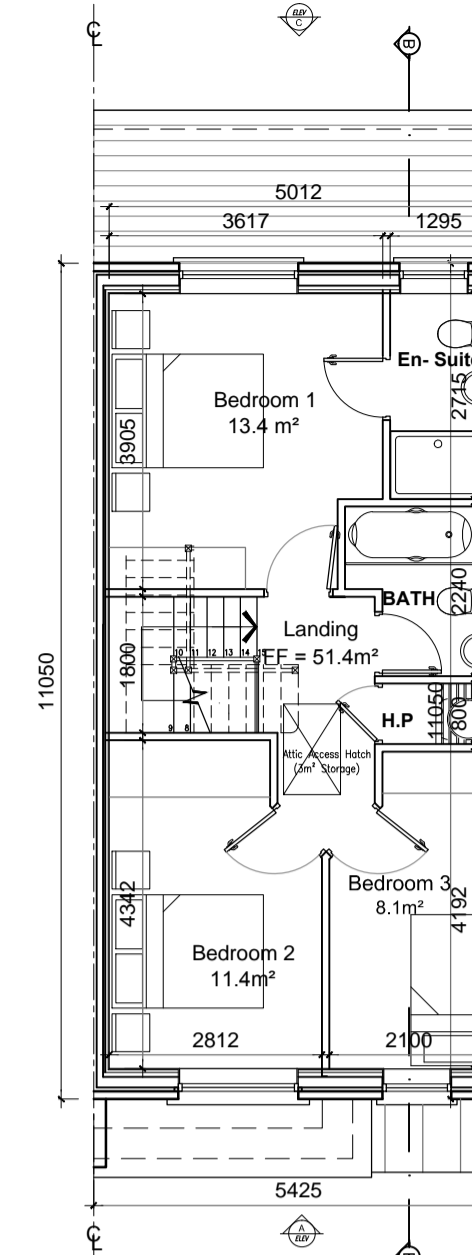 ELEV
C
B
5012
3617
1295
En- Suite
2715
Bedroom 1
13.4 m²
3905
BATH
2240
Landing
FF = 51.4m²
1800
10 11 12 13 14 15
9 8
11050
H.P
11050
800
Attic Access Hatch
(3m² Storage)
Bedroom 3
8.1m²
4342
4192
Bedroom 2
11.4m²
2812
2100
5425
A
ELEV